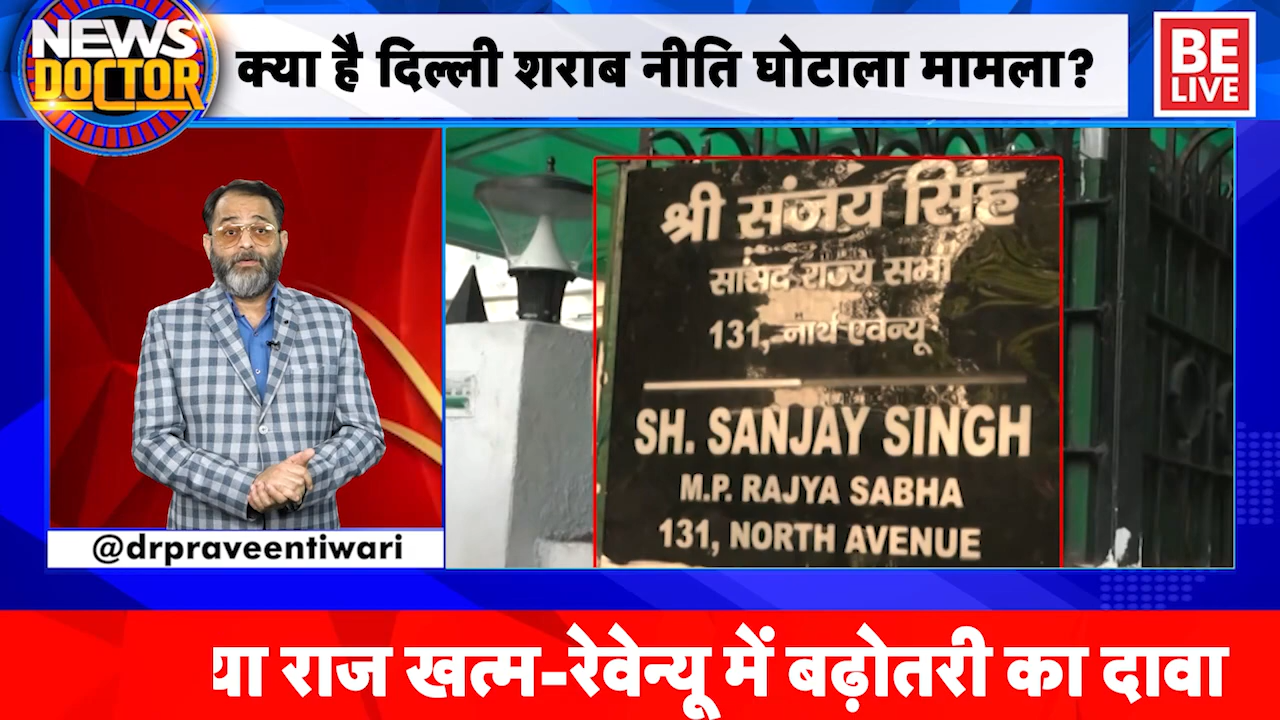 NEWS
DOCTOR
क्या है दिल्ली शराब नीति घोटाला मामला?
BE
LIVE
श्री संजय सिंह
सांसद राज्य सभा
131, नार्थ एवेन्यू
SH. SANJAY SINGH
M.P. RAJYA SABHA
131, NORTH AVENUE
@drpraveentiwari
या राज खत्म-रेवेन्यू में बढ़ोतरी का दावा